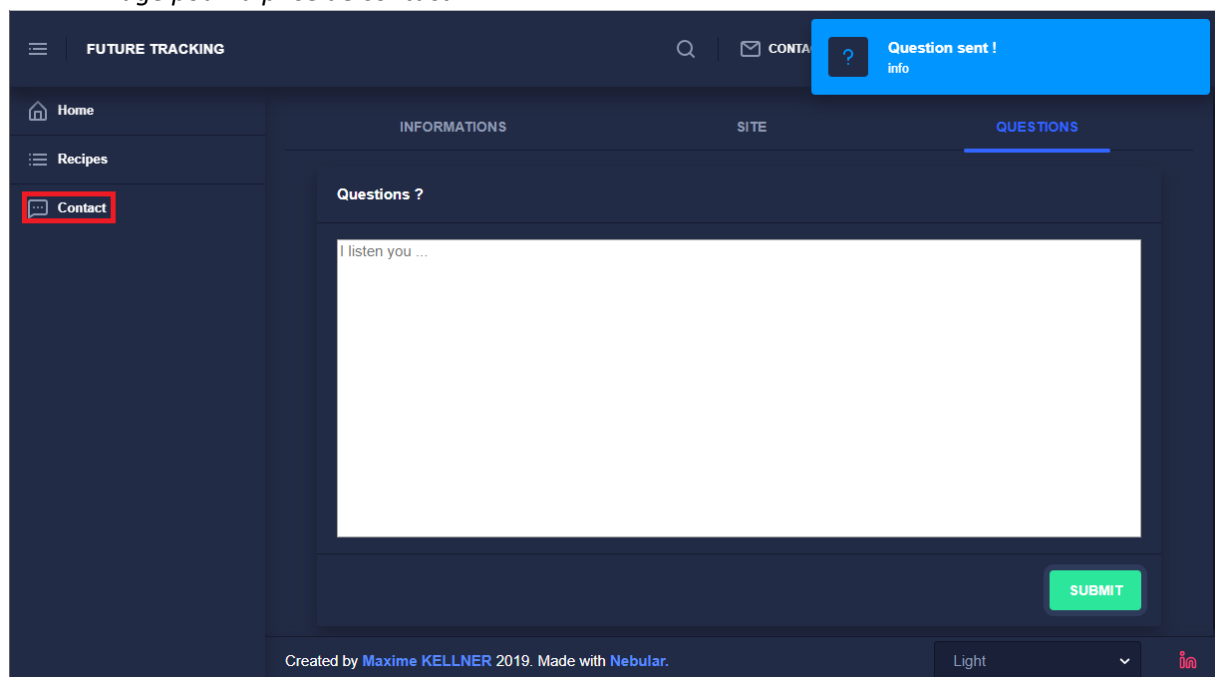 FUTURE TRACKING
CONTA
Question sent !
info
Home
Recipes
Contact
INFORMATIONS
SITE
QUESTIONS
Questions ?
I listen you ...
SUBMIT
Created by Maxime KELLNER 2019. Made with Nebular.
Light
in